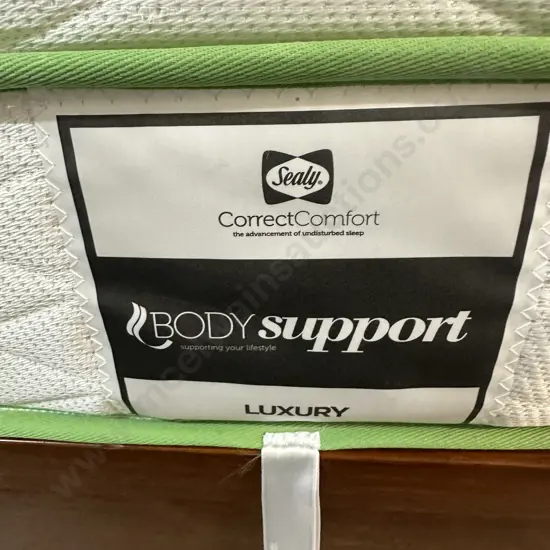 Sealy
CorrectComfort
the advancement of undisturbed sleep
BODY support
supporting your lifestyle
LUXURY